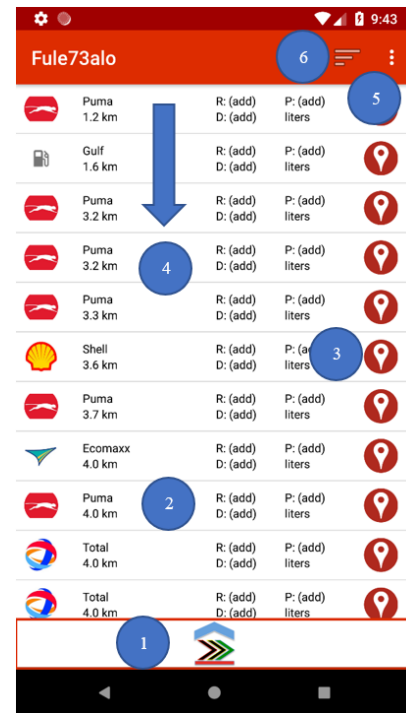 9:43
Fule73alo
6
5
Puma R: (add) P: (add)
1.2 km D: (add) liters
Gulf R: (add) P: (add)
1.6 km D: (add) liters
Puma R: (add) P: (add)
3.2 km D: (add) liters
Puma R: (add) P: (add)
3.2 km D: (add) liters
4
Puma R: (add) P: (add)
3.3 km D: (add) liters
Shell R: (add) P:
3.6 km D: (add) liters
3
Puma R: (add) P: (add)
3.7 km D: (add) liters
Ecomaxx R: (add) P: (add)
4.0 km D: (add) liters
Puma R: (add) P: (add)
4.0 km D: (add) liters
2
Total R: (add) P: (add)
4.0 km D: (add) liters
Total R: (add) P: (add)
4.0 km D: (add) liters
1